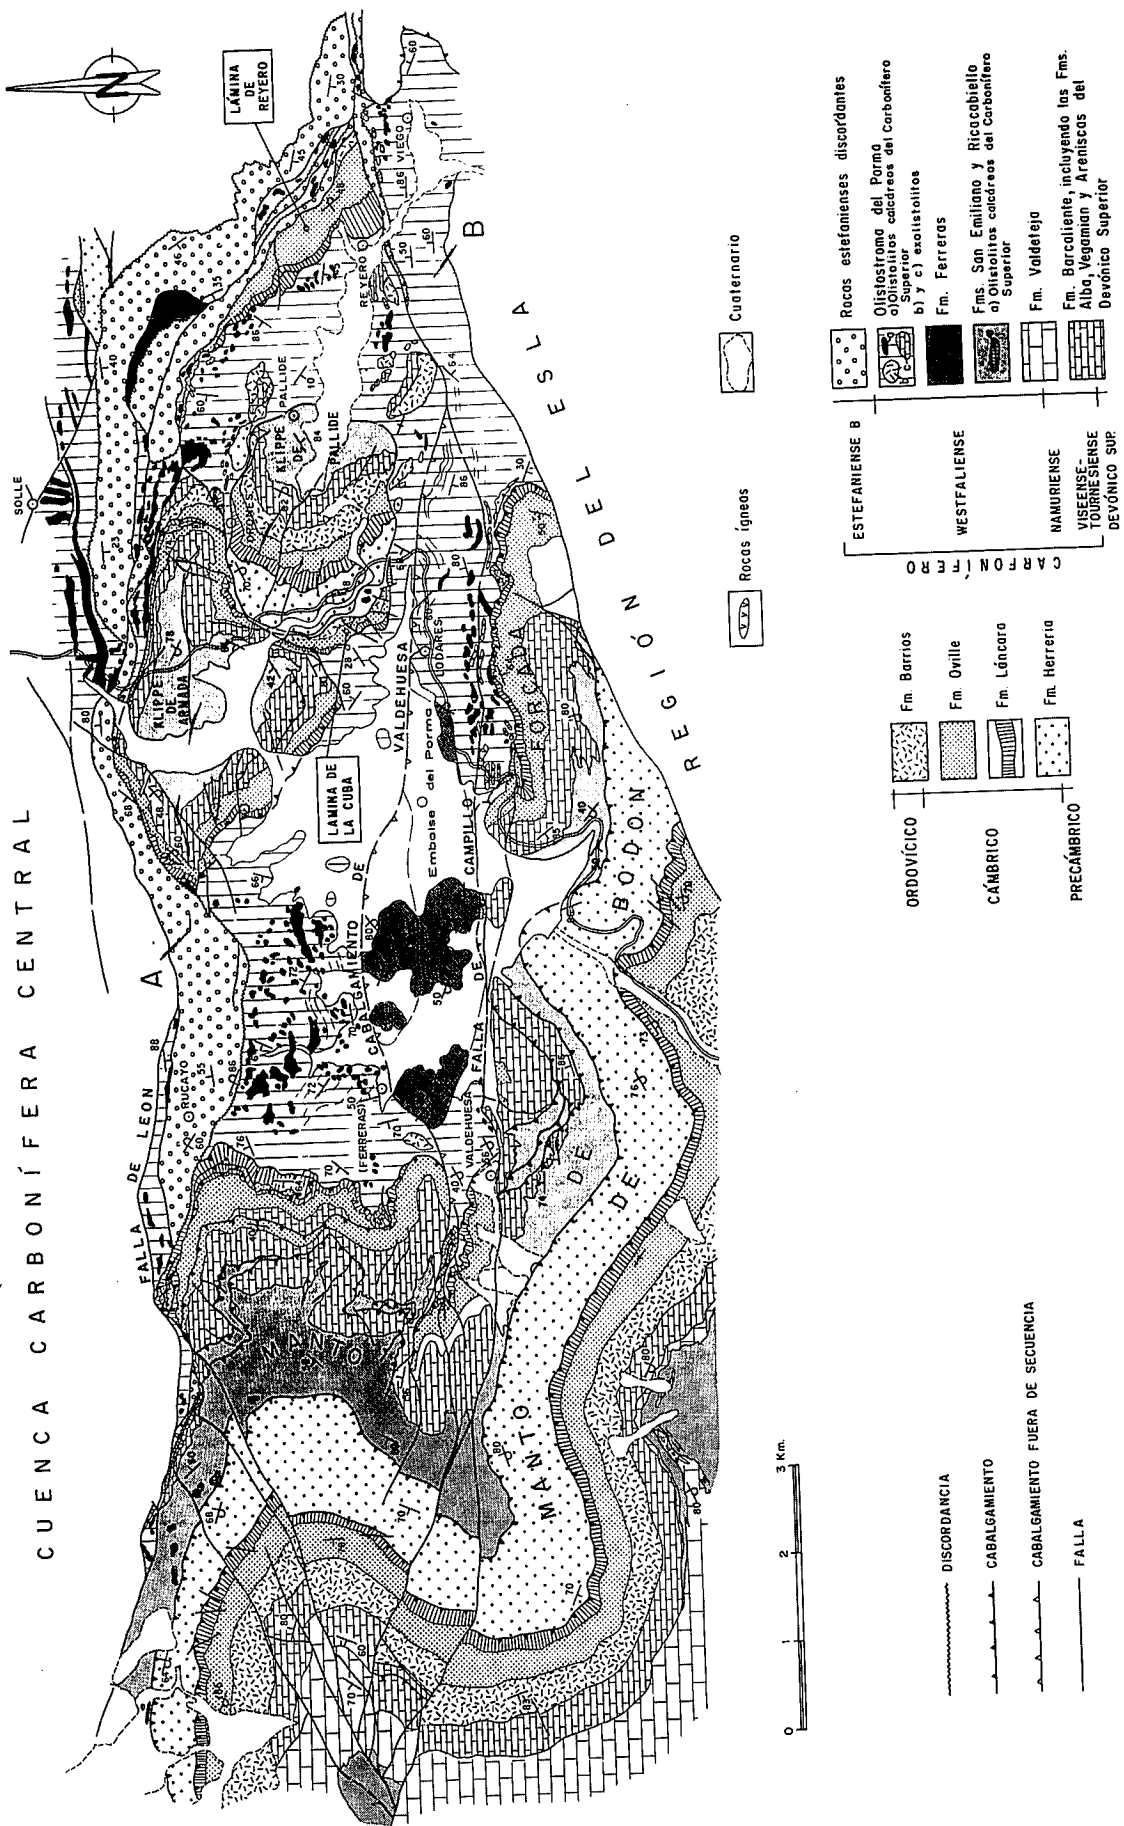 CUENCA CARBONÍFERA CENTRAL
N
LÁMINA
DE
REYERO
SOLLE
FALLA DE LEON
A
B
RUCAYO
KLIPPE
DE
ARMADA
KLIPPE
DE
PALLIDE
PALLIDE
REYERO
VIEGO
LÁMINA DE
LA CUBA
(FERRERAS)
CABALGAMIENTO DE VALDEHUESA
Embalse del Porma
LODARES
VALDEHUESA
FALLA DE CAMPILLO
MANTO
DE
FORCADA
MANTO DE BODON
REGIÓN DEL ESLA
0 1 2 3 Km.
DISCORDANCIA
CABALGAMIENTO
CABALGAMIENTO FUERA DE SECUENCIA
FALLA
Rocas ígneas
Cuaternario
ORDOVÍCICO
CÁMBRICO
PRECÁMBRICO
Fm. Barrios
Fm. Oville
Fm. Láncara
Fm. Herrería
CARFONÍFERO
ESTEFANIENSE B
WESTFALIENSE
NAMURIENSE
VISEENSE-
TOURNESIENSE
DEVÓNICO SUP.
Rocas estefanienses discordantes
Olistostroma del Porma
a) Olistolitos calcáreos del Carbonífero
Superior
b) y c) exolistolitos
Fm. Ferreras
Fms. San Emiliano y Ricacabiello
a) Olistolitos calcáreos del Carbonífero
Superior
Fm. Valdeteja
Fm. Barcaliente, incluyendo las Fms.
Alba, Vegamian y Areniscas del
Devónico Superior